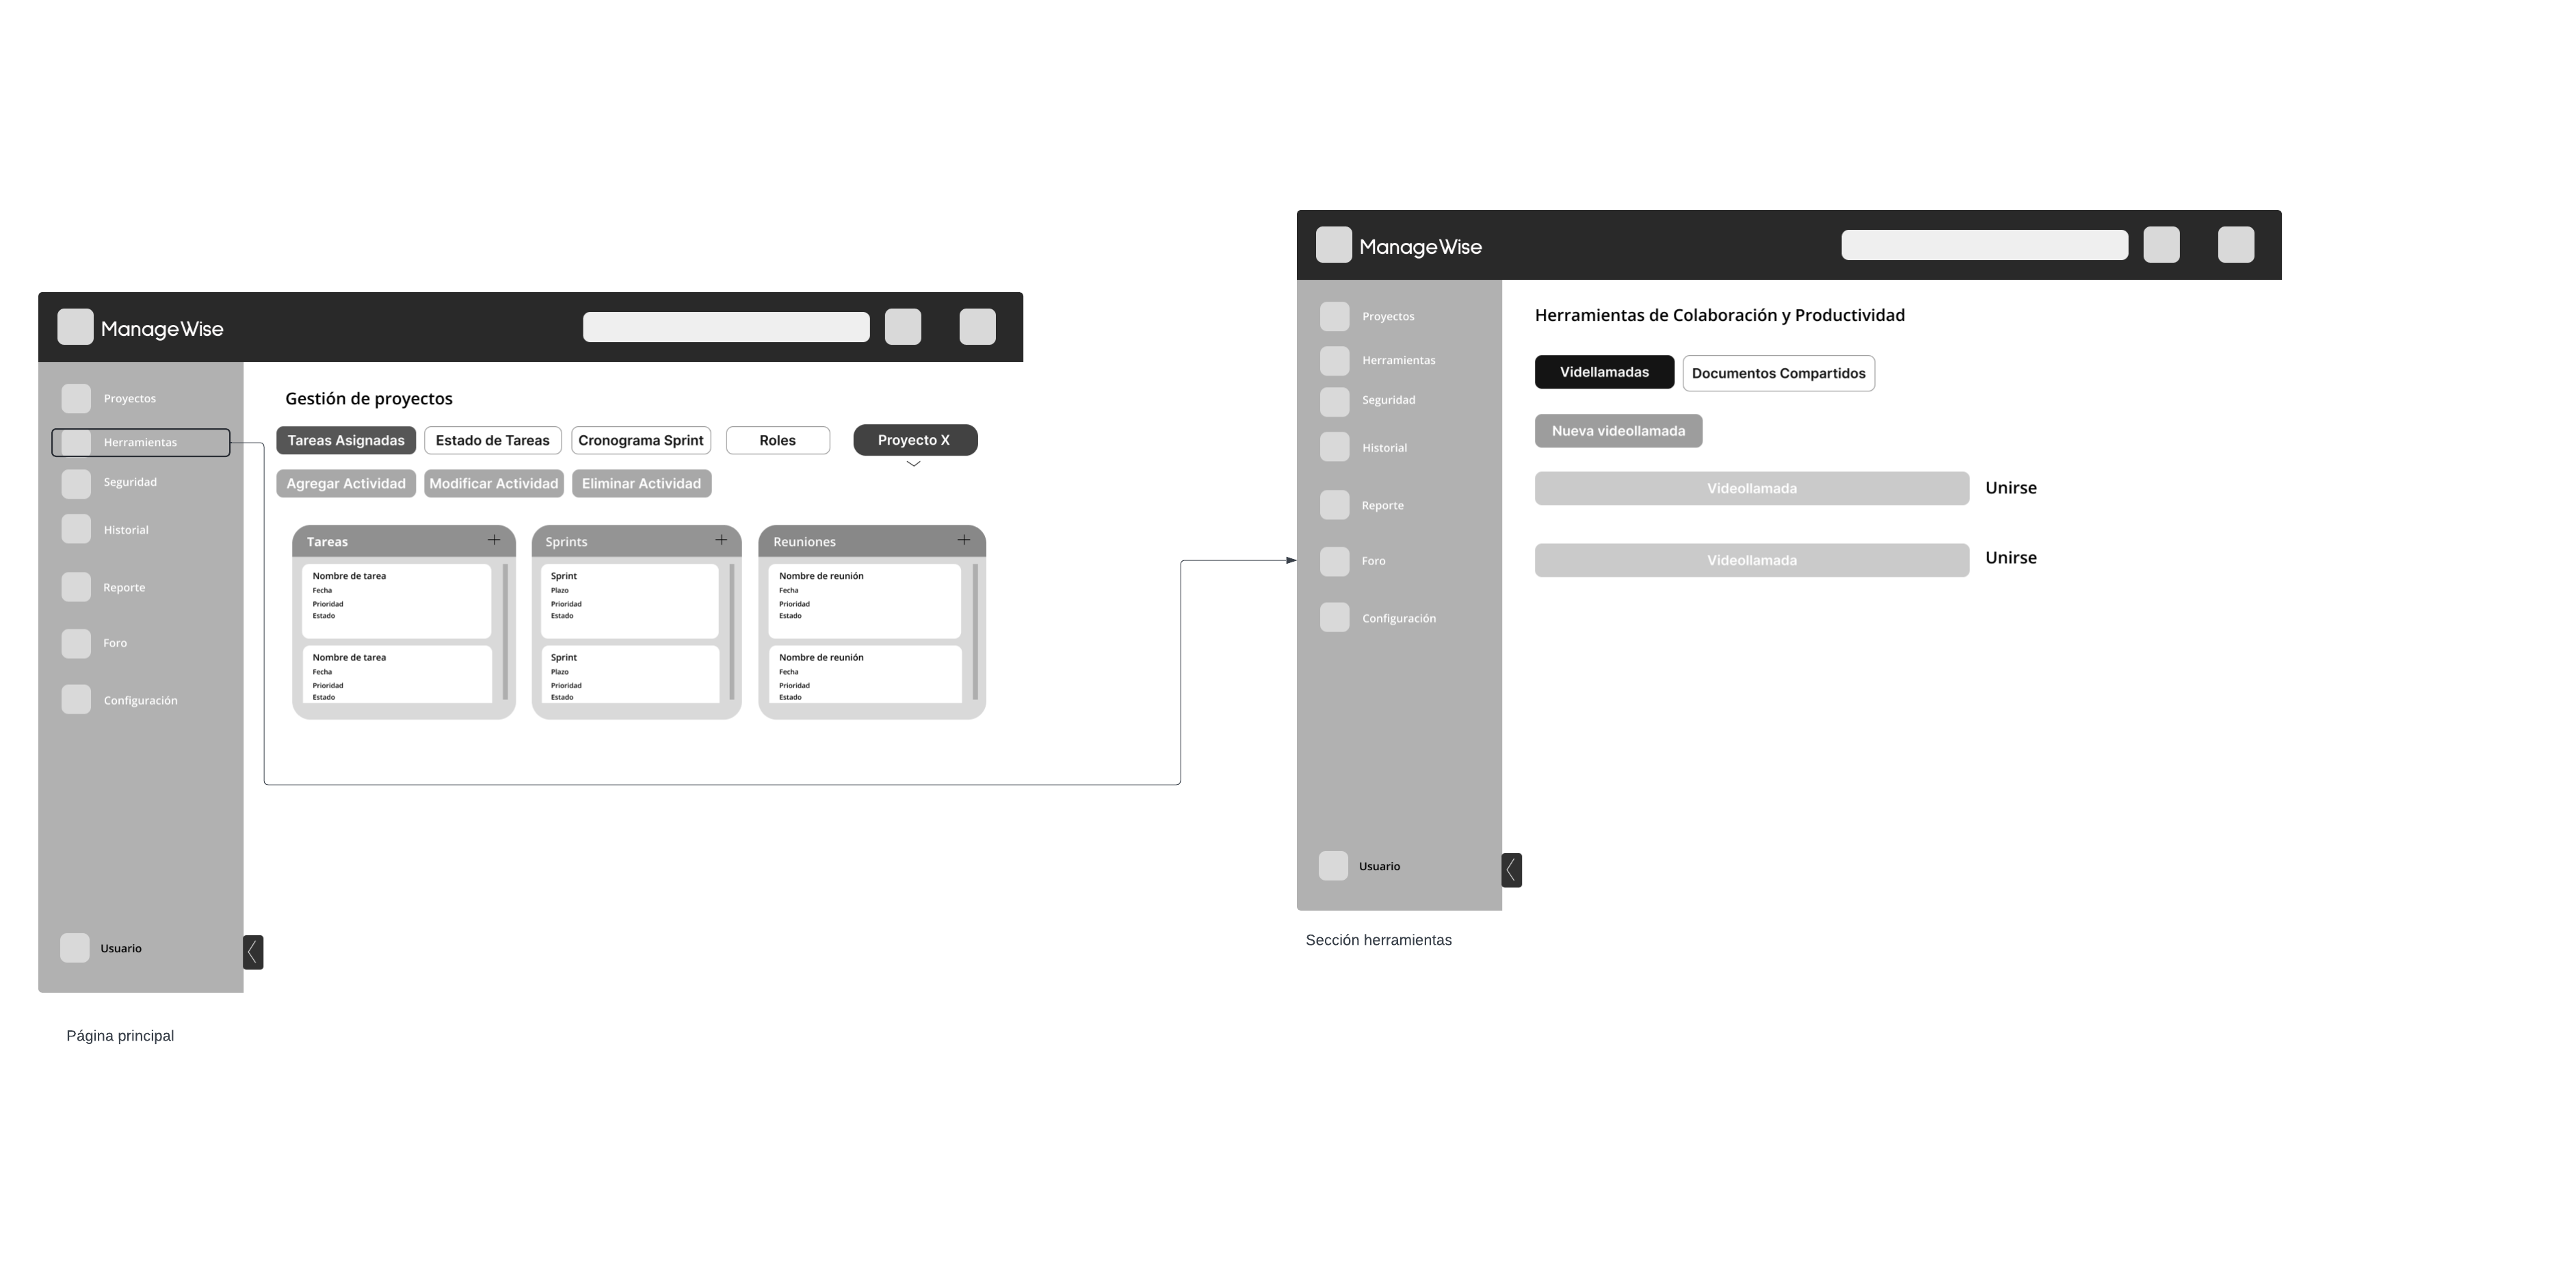 ManageWise
Proyectos
Herramientas
Seguridad
Historial
Reporte
Foro
Configuración
Usuario
Gestión de proyectos
Tareas Asignadas
Estado de Tareas
Cronograma Sprint
Roles
Proyecto X
Agregar Actividad
Modificar Actividad
Eliminar Actividad
Tareas
Nombre de tarea
Fecha
Prioridad
Estado
Nombre de tarea
Fecha
Prioridad
Estado
Sprints
Sprint
Plazo
Prioridad
Estado
Sprint
Plazo
Prioridad
Estado
Reuniones
Nombre de reunión
Fecha
Prioridad
Estado
Nombre de reunión
Fecha
Prioridad
Estado
Página principal
ManageWise
Proyectos
Herramientas
Seguridad
Historial
Reporte
Foro
Configuración
Usuario
Herramientas de Colaboración y Productividad
Videllamadas
Documentos Compartidos
Nueva videollamada
Videollamada
Unirse
Videollamada
Unirse
Sección herramientas